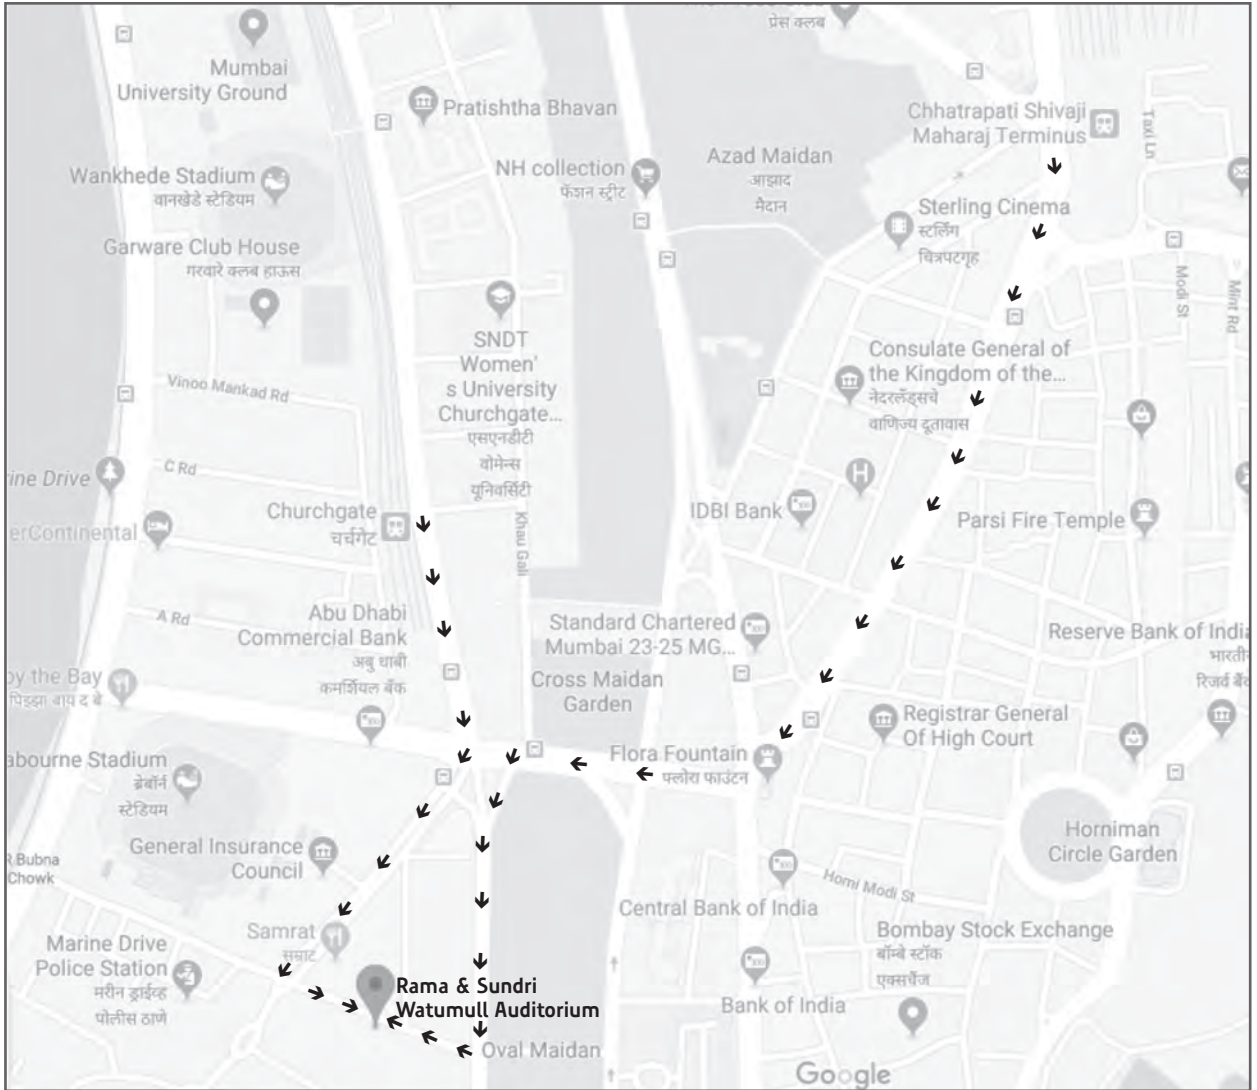 प्रेस क्लब
Mumbai
University Ground
Pratishtha Bhavan
Chhatrapati Shivaji
Maharaj Terminus
Taxi Ln
Wankhede Stadium
वानखेडे स्टेडियम
NH collection
फॅशन स्ट्रीट
Azad Maidan
आझाद
मैदान
Sterling Cinema
स्टर्लिंग
चित्रपटगृह
Garware Club House
गरवारे क्लब हाऊस
Modi St
Mint Rd
SNDT
Women'
s University
Churchgate...
एसएनडीटी
वोमेन्स
यूनिवर्सिटी
Consulate General of
the Kingdom of the...
नेदरलँड्सचे
वाणिज्य दूतावास
Vinoo Mankad Rd
C Rd
rine Drive
Churchgate
चर्चगेट
erContinental
Khau Gali
IDBI Bank
H
Parsi Fire Temple
A Rd
Abu Dhabi
Commercial Bank
अबु धाबी
कमर्शियल बँक
Standard Chartered
Mumbai 23-25 MG...
Reserve Bank of India
भारतीय
रिजर्व बँक
by the Bay
पिझ्झा बाय द बे
Cross Maidan
Garden
Registrar General
Of High Court
Flora Fountain
फ्लोरा फाउंटन
abourne Stadium
ब्रेबॉर्न
स्टेडियम
Horniman
Circle Garden
General Insurance
Council
R Bubna
Chowk
Homi Modi St
Central Bank of India
Samrat
सम्राट
Bombay Stock Exchange
बॉम्बे स्टॉक
एक्सचेंज
Marine Drive
Police Station
मरीन ड्राईव्ह
पोलीस ठाणे
Rama & Sundri
Watumull Auditorium
Bank of India
Oval Maidan
Google